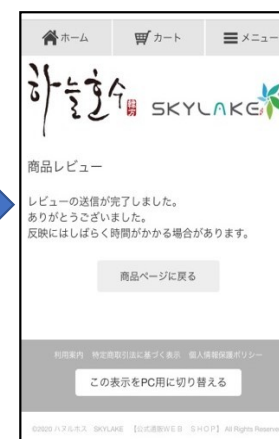 ホーム
カート
メニュー
하늘호수
韓方
SKYLAKE
商品レビュー
レビューの送信が完了しました。
ありがとうございました。
反映にはしばらく時間がかかる場合があります。
商品ページに戻る
利用案内 特定商取引法に基づく表示 個人情報保護ポリシー
この表示をPC用に切り替える
©2020 ハヌルホス SKYLAKE 【公式通販WEB SHOP】 All Rights Reserve